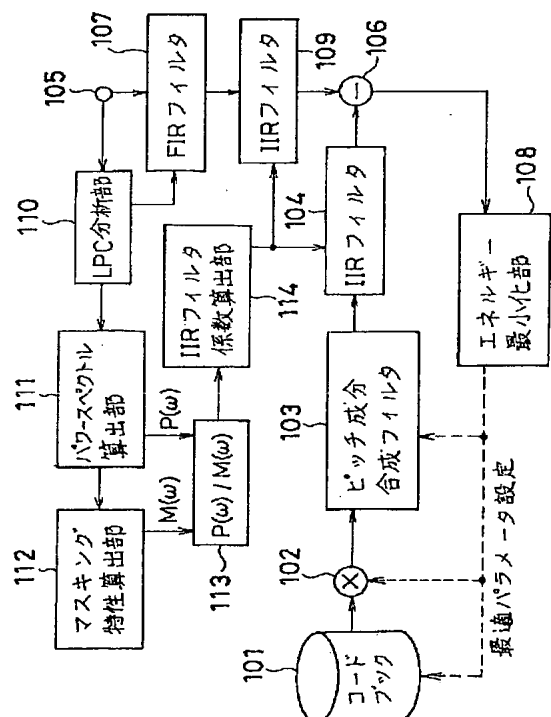 105
107
FIRフィルタ
109
IIRフィルタ
106
−
110
LPC分析部
104
IIRフィルタ
108
エネルギー
最小化部
114
IIRフィルタ
係数算出部
111
パワースペクトル
算出部
P(ω)
103
ピッチ成分
合成フィルタ
112
マスキング
特性算出部
M(ω)
P(ω)/M(ω)
113
102
×
101
コード
ブック
最適パラメータ設定